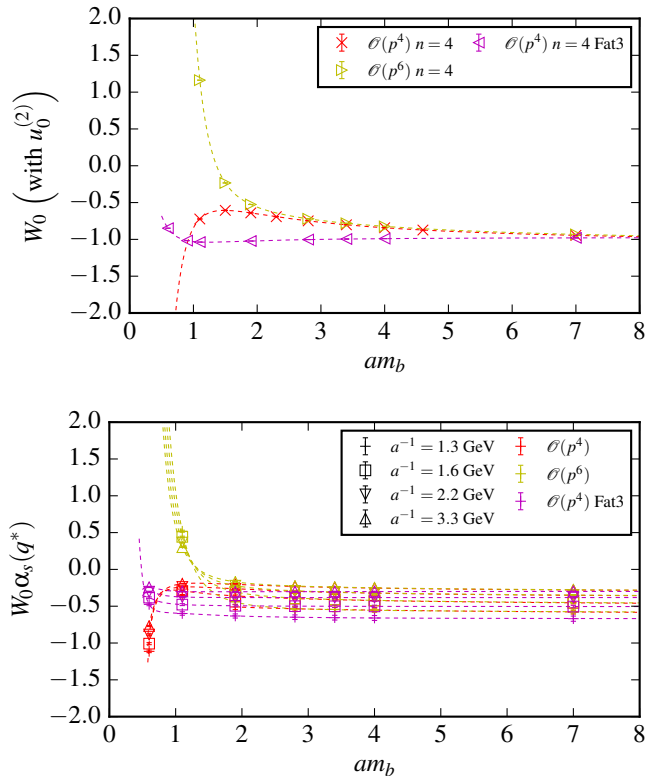 2.0
1.5
1.0
0.5
0.0
−0.5
−1.0
−1.5
−2.0
W₀ (with u₀⁽²⁾)
𝒪(p⁴) n = 4
𝒪(p⁶) n = 4
𝒪(p⁴) n = 4 Fat3
0 1 2 3 4 5 6 7 8
am_b
2.0
1.5
1.0
0.5
0.0
−0.5
−1.0
−1.5
−2.0
W₀α_s(q*)
a⁻¹ = 1.3 GeV
a⁻¹ = 1.6 GeV
a⁻¹ = 2.2 GeV
a⁻¹ = 3.3 GeV
𝒪(p⁴)
𝒪(p⁶)
𝒪(p⁴) Fat3
0 1 2 3 4 5 6 7 8
am_b